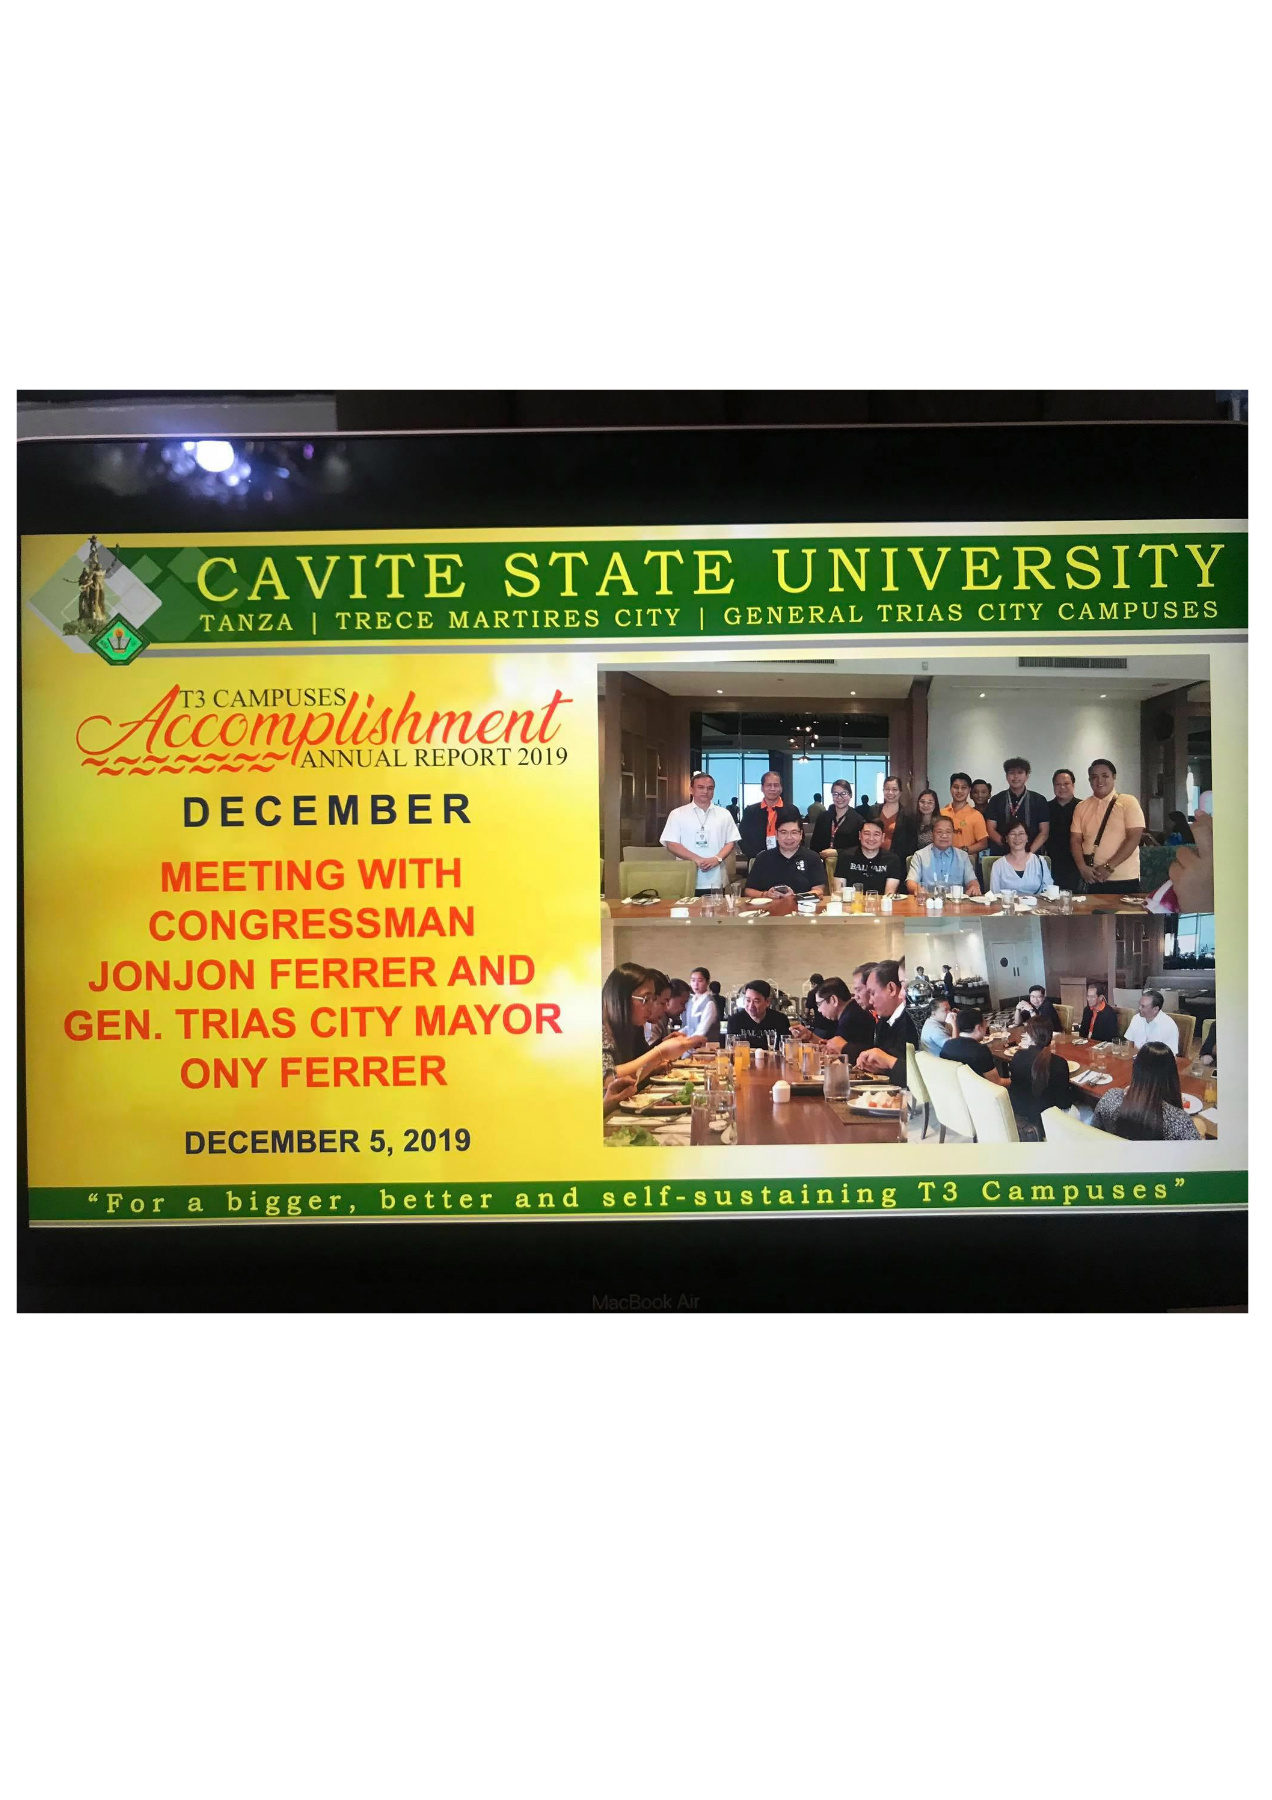 CAVITE STATE UNIVERSITY
TANZA | TRECE MARTIRES CITY | GENERAL TRIAS CITY CAMPUSES
T3 CAMPUSES
Accomplishment
ANNUAL REPORT 2019
DECEMBER
MEETING WITH
CONGRESSMAN
JONJON FERRER AND
GEN. TRIAS CITY MAYOR
ONY FERRER
DECEMBER 5, 2019
BALMAIN
BALMAIN
“For a bigger, better and self-sustaining T3 Campuses”
MacBook Air